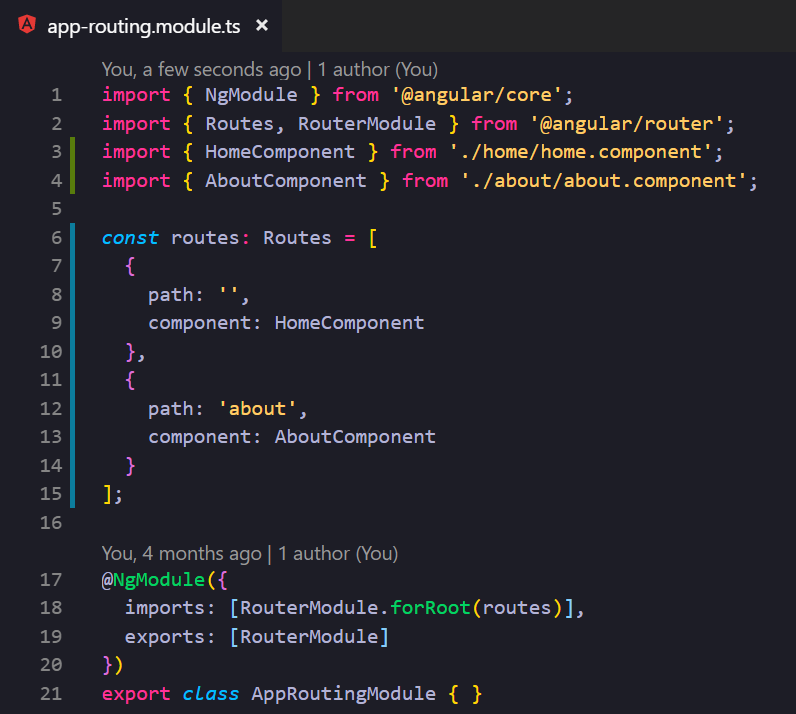 app-routing.module.ts ×
You, a few seconds ago | 1 author (You)
1 import { NgModule } from '@angular/core';
2 import { Routes, RouterModule } from '@angular/router';
3 import { HomeComponent } from './home/home.component';
4 import { AboutComponent } from './about/about.component';
5
6 const routes: Routes = [
7   {
8     path: '',
9     component: HomeComponent
10   },
11   {
12     path: 'about',
13     component: AboutComponent
14   }
15 ];
16
You, 4 months ago | 1 author (You)
17 @NgModule({
18   imports: [RouterModule.forRoot(routes)],
19   exports: [RouterModule]
20 })
21 export class AppRoutingModule { }